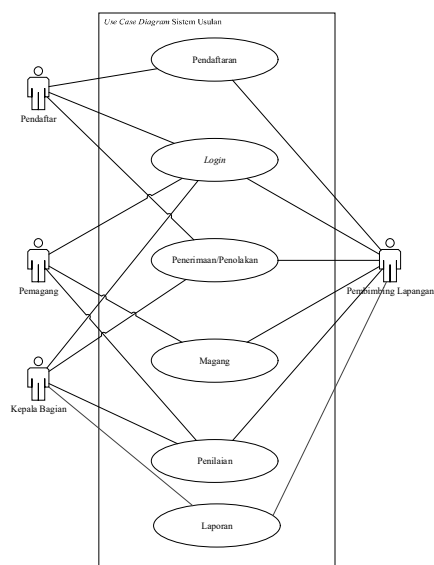 Use Case Diagram Sistem Usulan
Pendaftaran
Pendaftar
Login
Pemagang
Penerimaan/Penolakan
Pembimbing Lapangan
Magang
Kepala Bagian
Penilaian
Laporan